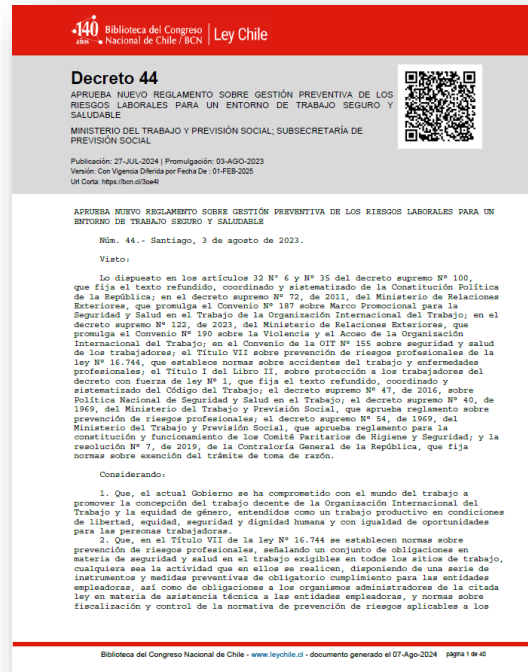 140 años
Biblioteca del Congreso
Nacional de Chile / BCN
Ley Chile
Decreto 44
APRUEBA NUEVO REGLAMENTO SOBRE GESTIÓN PREVENTIVA DE LOS
RIESGOS LABORALES PARA UN ENTORNO DE TRABAJO SEGURO Y
SALUDABLE
MINISTERIO DEL TRABAJO Y PREVISIÓN SOCIAL; SUBSECRETARÍA DE
PREVISIÓN SOCIAL
Publicación: 27-JUL-2024 | Promulgación: 03-AGO-2023
Versión: Con Vigencia Diferida por Fecha De : 01-FEB-2025
Url Corta: https://bcn.cl/3oe4l
APRUEBA NUEVO REGLAMENTO SOBRE GESTIÓN PREVENTIVA DE LOS RIESGOS LABORALES PARA UN
ENTORNO DE TRABAJO SEGURO Y SALUDABLE
Núm. 44.- Santiago, 3 de agosto de 2023.
Visto:
Lo dispuesto en los artículos 32 N° 6 y N° 35 del decreto supremo N° 100,
que fija el texto refundido, coordinado y sistematizado de la Constitución Política
de la República; en el decreto supremo N° 72, de 2011, del Ministerio de Relaciones
Exteriores, que promulga el Convenio N° 187 sobre Marco Promocional para la
Seguridad y Salud en el Trabajo de la Organización Internacional del Trabajo; en el
decreto supremo N° 122, de 2023, del Ministerio de Relaciones Exteriores, que
promulga el Convenio N° 190 sobre la Violencia y el Acoso de la Organización
Internacional del Trabajo; en el Convenio de la OIT N° 155 sobre seguridad y salud
de los trabajadores; el Título VII sobre prevención de riesgos profesionales de la
ley N° 16.744, que establece normas sobre accidentes del trabajo y enfermedades
profesionales; el Título I del Libro II, sobre protección a los trabajadores del
decreto con fuerza de ley N° 1, que fija el texto refundido, coordinado y
sistematizado del Código del Trabajo; el decreto supremo N° 47, de 2016, sobre
Política Nacional de Seguridad y Salud en el Trabajo; el decreto supremo N° 40, de
1969, del Ministerio del Trabajo y Previsión Social, que aprueba reglamento sobre
prevención de riesgos profesionales; el decreto supremo N° 54, de 1969, del
Ministerio del Trabajo y Previsión Social, que aprueba reglamento para la
constitución y funcionamiento de los Comité Paritarios de Higiene y Seguridad; y la
resolución N° 7, de 2019, de la Contraloría General de la República, que fija
normas sobre exención del trámite de toma de razón.
Considerando:
1. Que, el actual Gobierno se ha comprometido con el mundo del trabajo a
promover la concepción del trabajo decente de la Organización Internacional del
Trabajo y la equidad de género, entendidos como un trabajo productivo en condiciones
de libertad, equidad, seguridad y dignidad humana y con igualdad de oportunidades
para las personas trabajadoras.
2. Que, en el Título VII de la ley N° 16.744 se establecen normas sobre
prevención de riesgos profesionales, señalando un conjunto de obligaciones en
materia de seguridad y salud en el trabajo exigibles en todos los sitios de trabajo,
cualquiera sea la actividad que en ellos se realicen, disponiendo de una serie de
instrumentos y medidas preventivas de obligatorio cumplimiento para las entidades
empleadoras, así como de obligaciones a los organismos administradores de la citada
ley en materia de asistencia técnica a las entidades empleadoras, y normas sobre
fiscalización y control de la normativa de prevención de riesgos aplicables a los
Biblioteca del Congreso Nacional de Chile - www.leychile.cl - documento generado el 07-Ago-2024 página 1 de 40